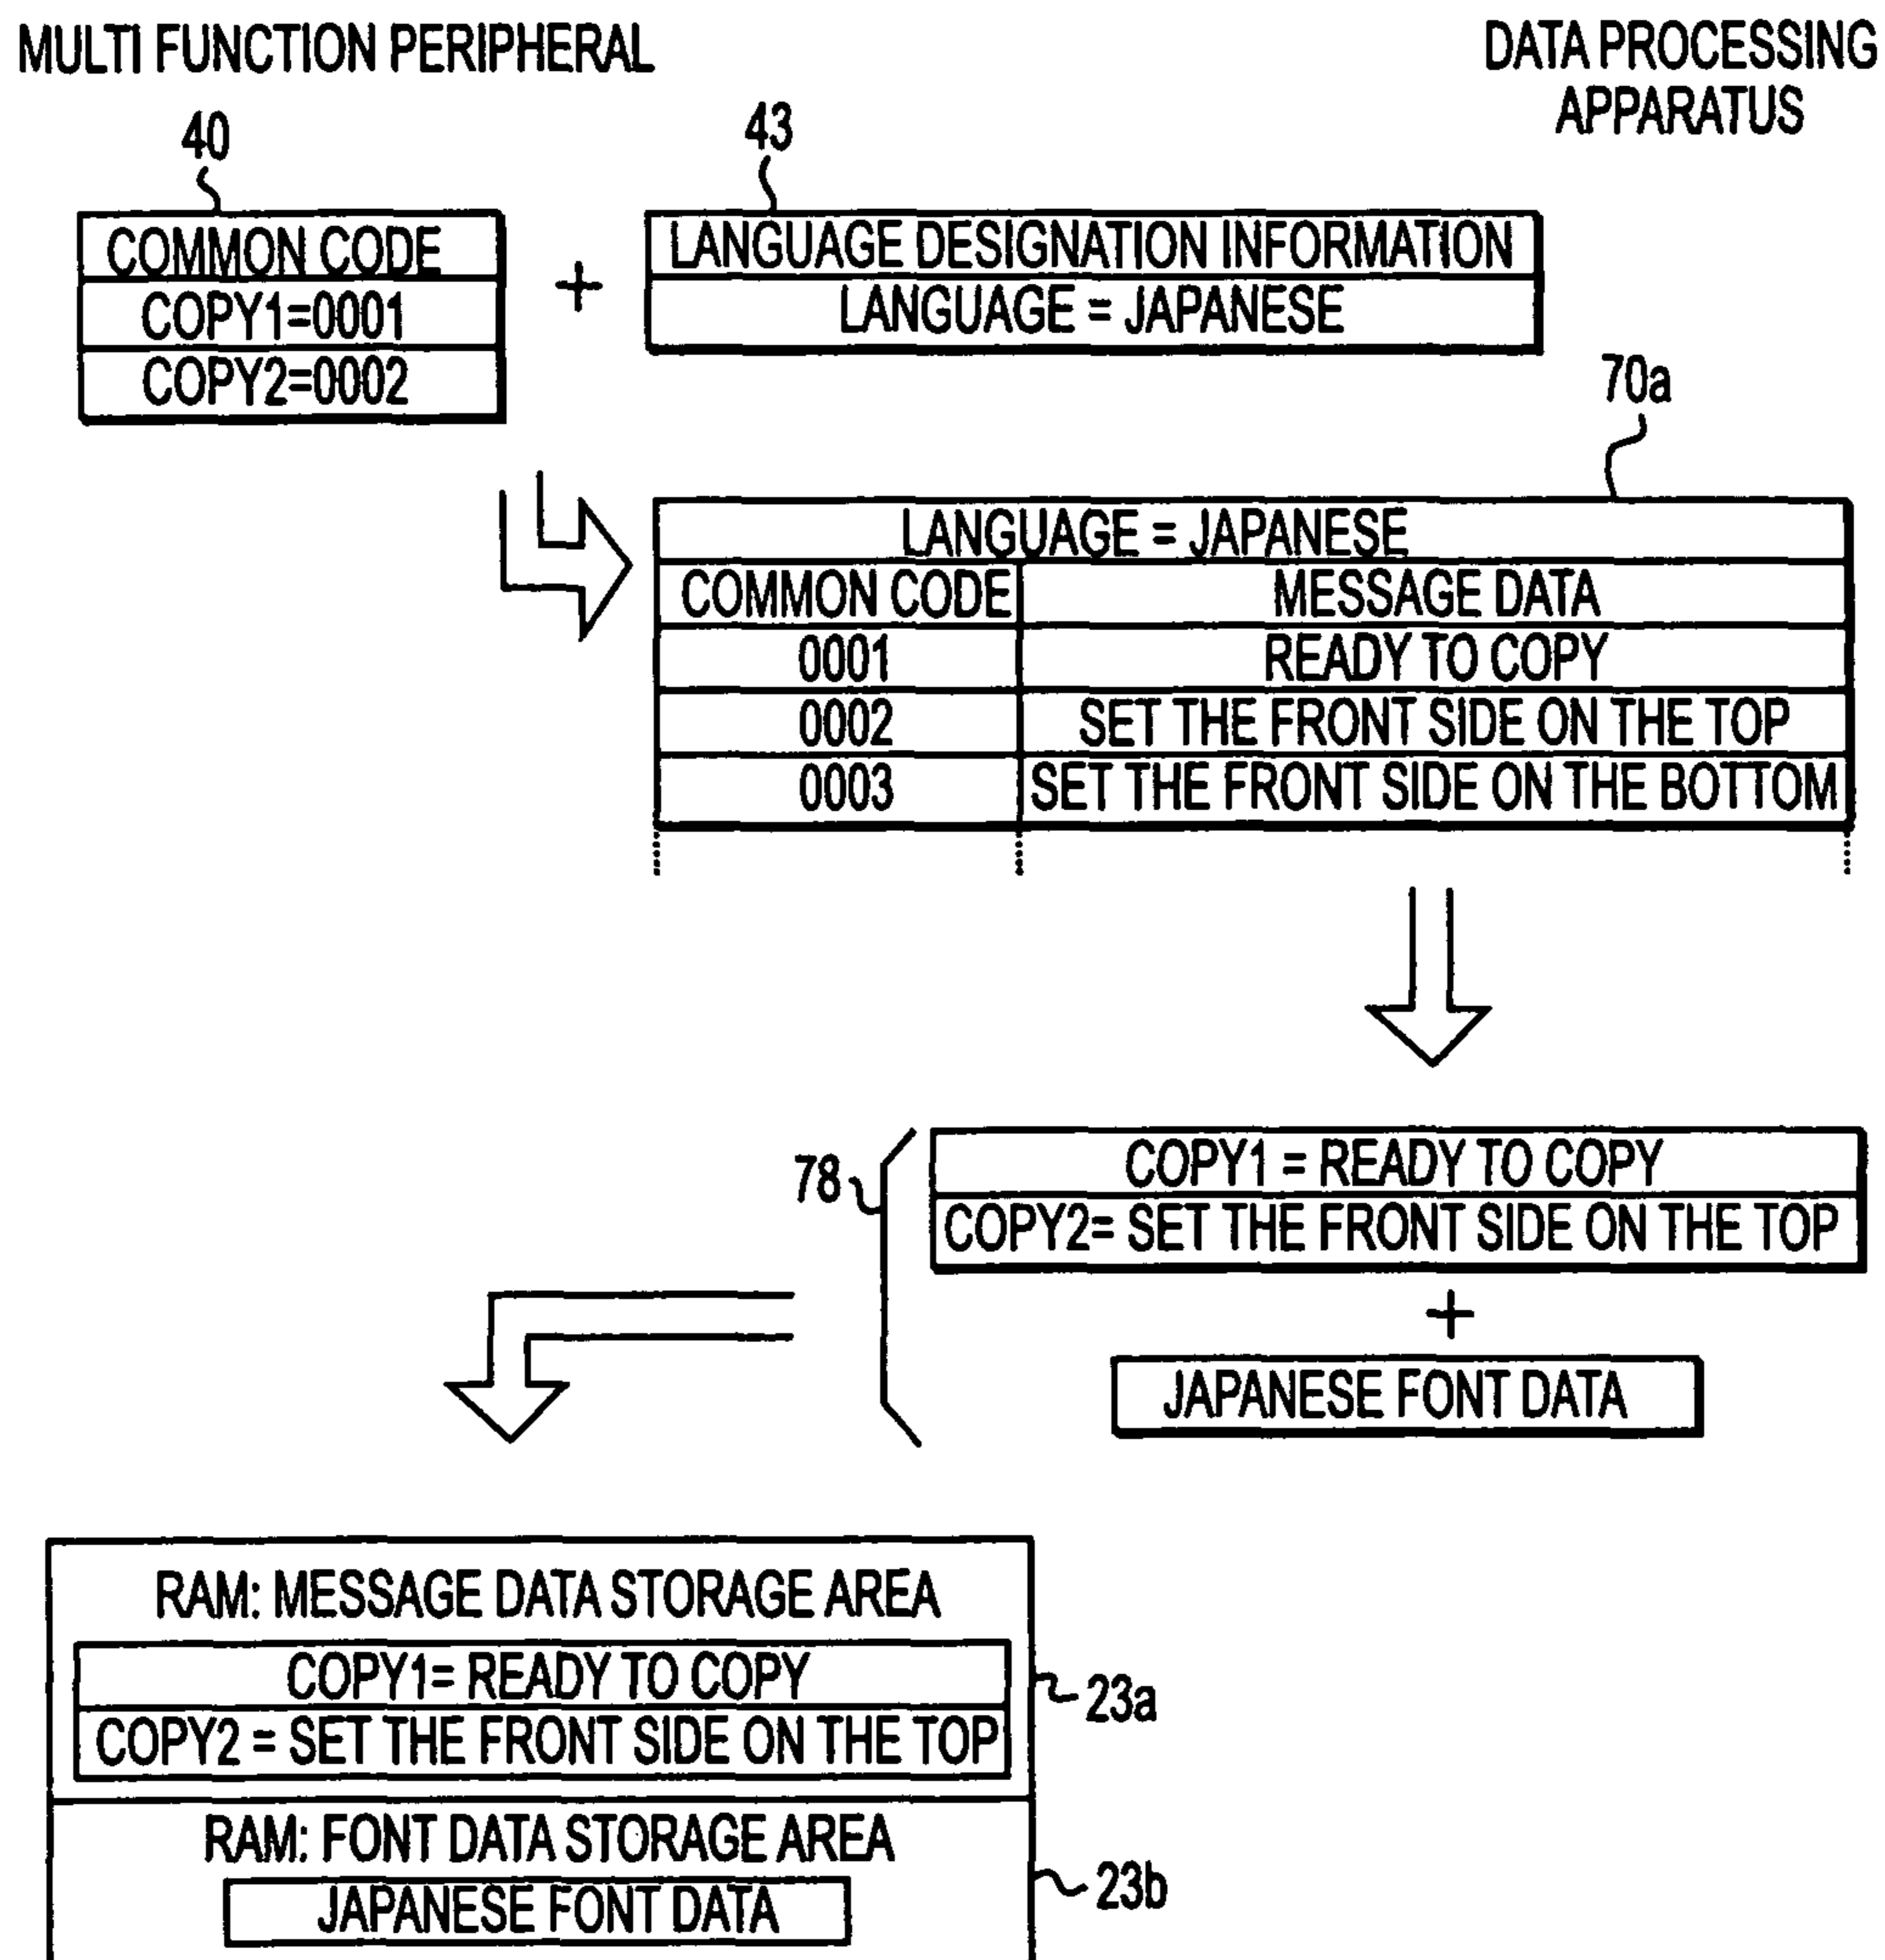 MULTI FUNCTION PERIPHERAL
DATA PROCESSING
APPARATUS
40
43
COMMON CODE
COPY1=0001
COPY2=0002
+
LANGUAGE DESIGNATION INFORMATION
LANGUAGE = JAPANESE
70a
LANGUAGE = JAPANESE
COMMON CODE MESSAGE DATA
0001 READY TO COPY
0002 SET THE FRONT SIDE ON THE TOP
0003 SET THE FRONT SIDE ON THE BOTTOM
78
COPY1 = READY TO COPY
COPY2= SET THE FRONT SIDE ON THE TOP
+
JAPANESE FONT DATA
RAM: MESSAGE DATA STORAGE AREA
COPY1= READY TO COPY
COPY2 = SET THE FRONT SIDE ON THE TOP
23a
RAM: FONT DATA STORAGE AREA
JAPANESE FONT DATA
23b